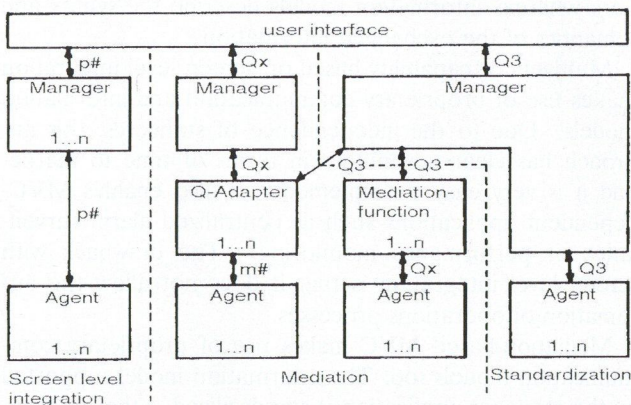 user interface
p#
Qx
Q3
Manager
Manager
Manager
1...n
Qx
Q3
Q3
p#
Q-Adapter
Mediation-
function
1...n
1...n
m#
Qx
Q3
Agent
Agent
Agent
Agent
1...n
1...n
1...n
1...n
Screen level
integration
Mediation
Standardization